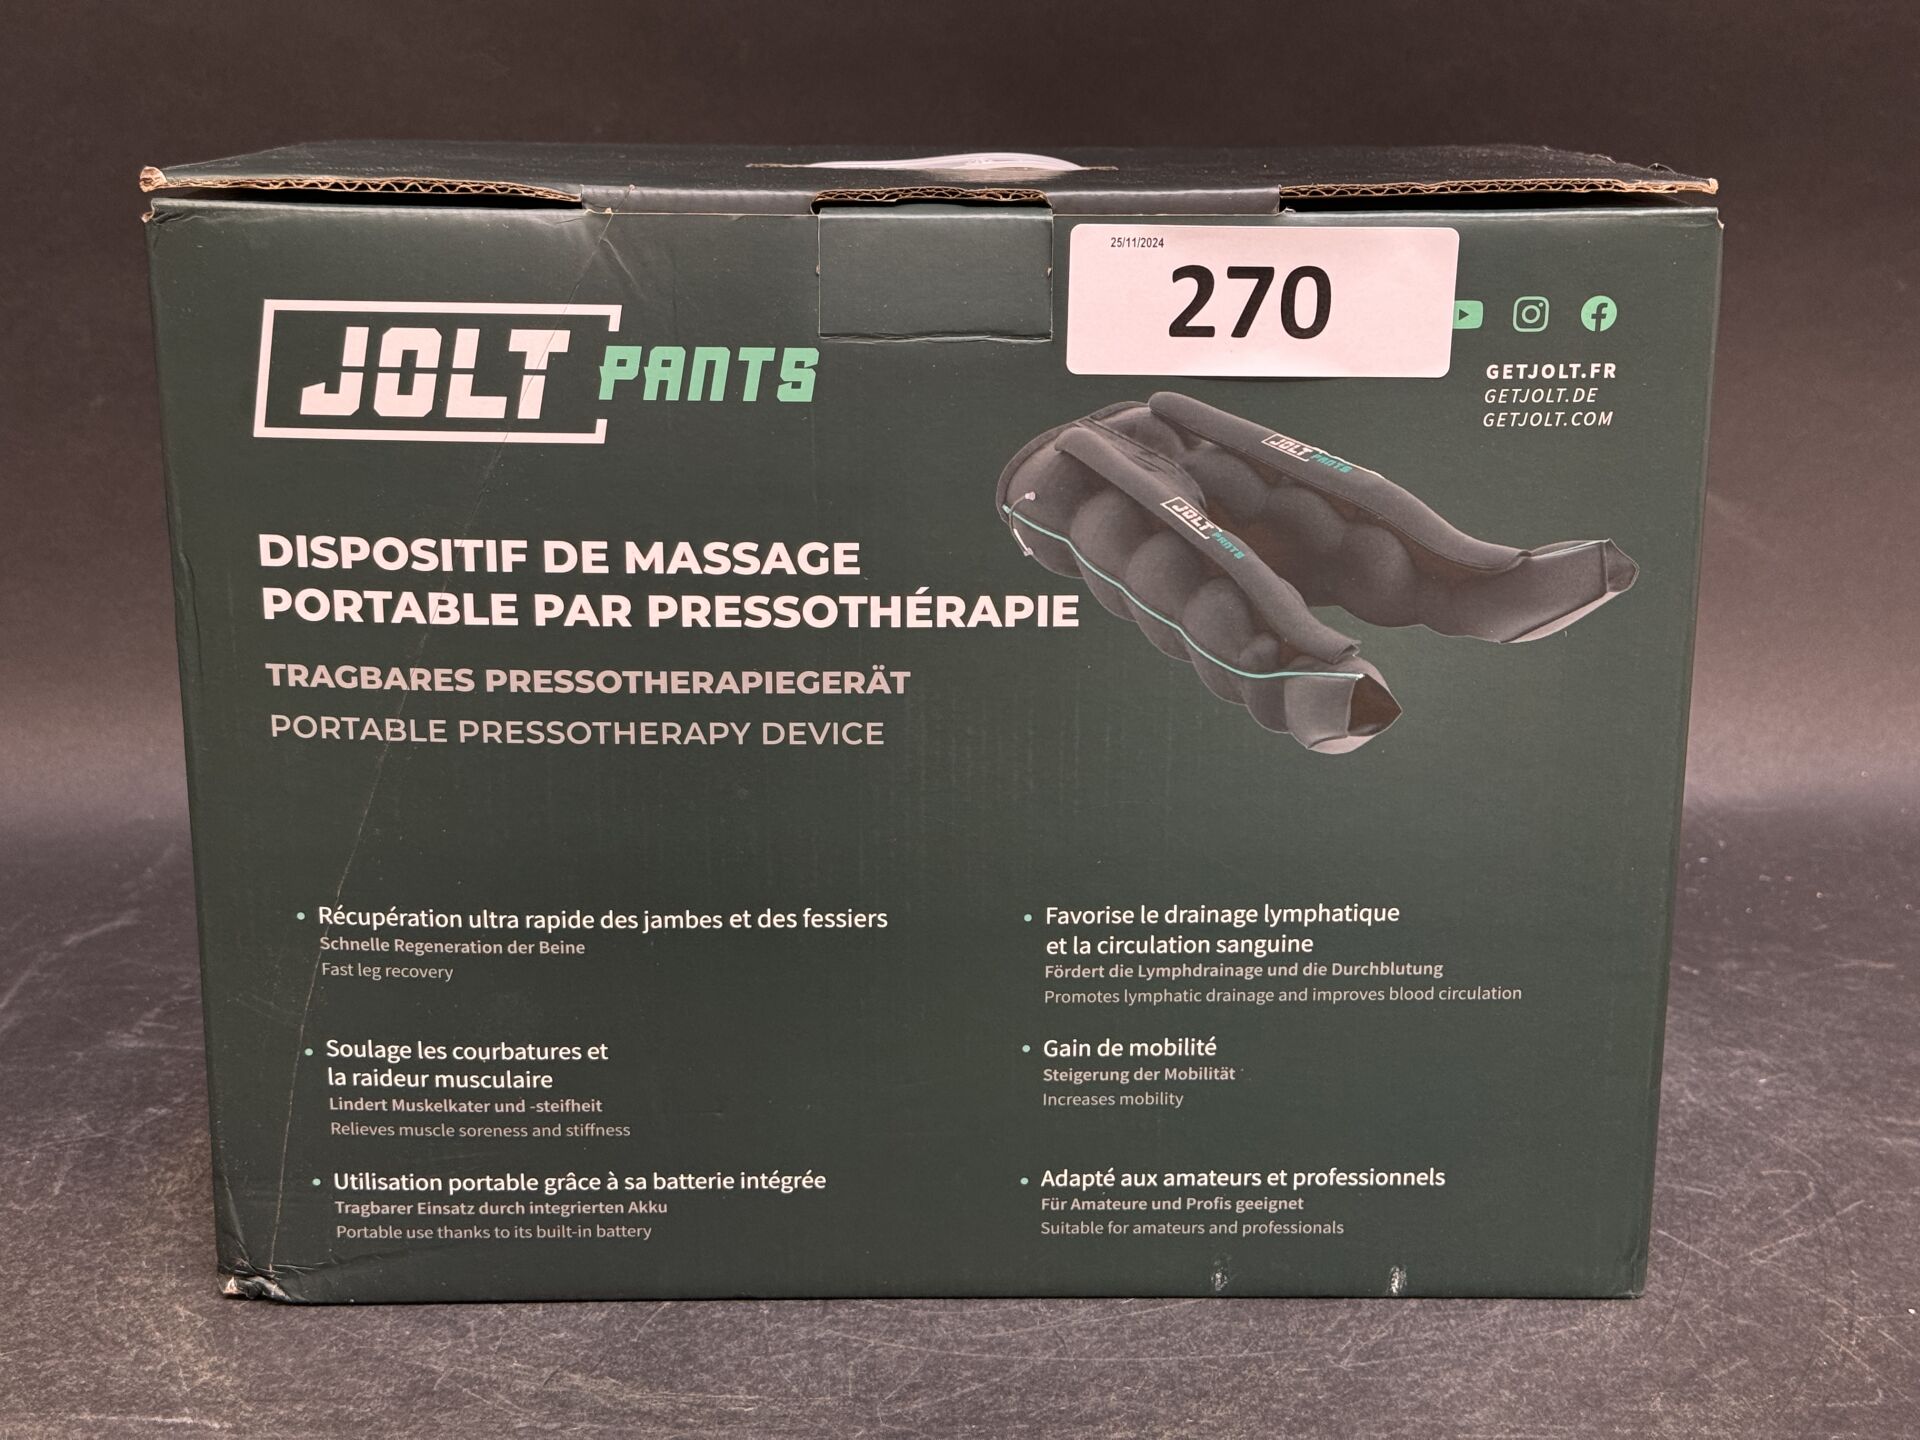 25/11/2024
270
JOLT PANTS
GETJOLT.FR
GETJOLT.DE
GETJOLT.COM
JOLT PANTS
JOLT PANTS
DISPOSITIF DE MASSAGE
PORTABLE PAR PRESSOTHÉRAPIE
TRAGBARES PRESSOTHERAPIEGERÄT
PORTABLE PRESSOTHERAPY DEVICE
• Récupération ultra rapide des jambes et des fessiers
Schnelle Regeneration der Beine
Fast leg recovery
• Soulage les courbatures et
la raideur musculaire
Lindert Muskelkater und -steifheit
Relieves muscle soreness and stiffness
• Utilisation portable grâce à sa batterie intégrée
Tragbarer Einsatz durch integrierten Akku
Portable use thanks to its built-in battery
• Favorise le drainage lymphatique
et la circulation sanguine
Fördert die Lymphdrainage und die Durchblutung
Promotes lymphatic drainage and improves blood circulation
• Gain de mobilité
Steigerung der Mobilität
Increases mobility
• Adapté aux amateurs et professionnels
Für Amateure und Profis geeignet
Suitable for amateurs and professionals